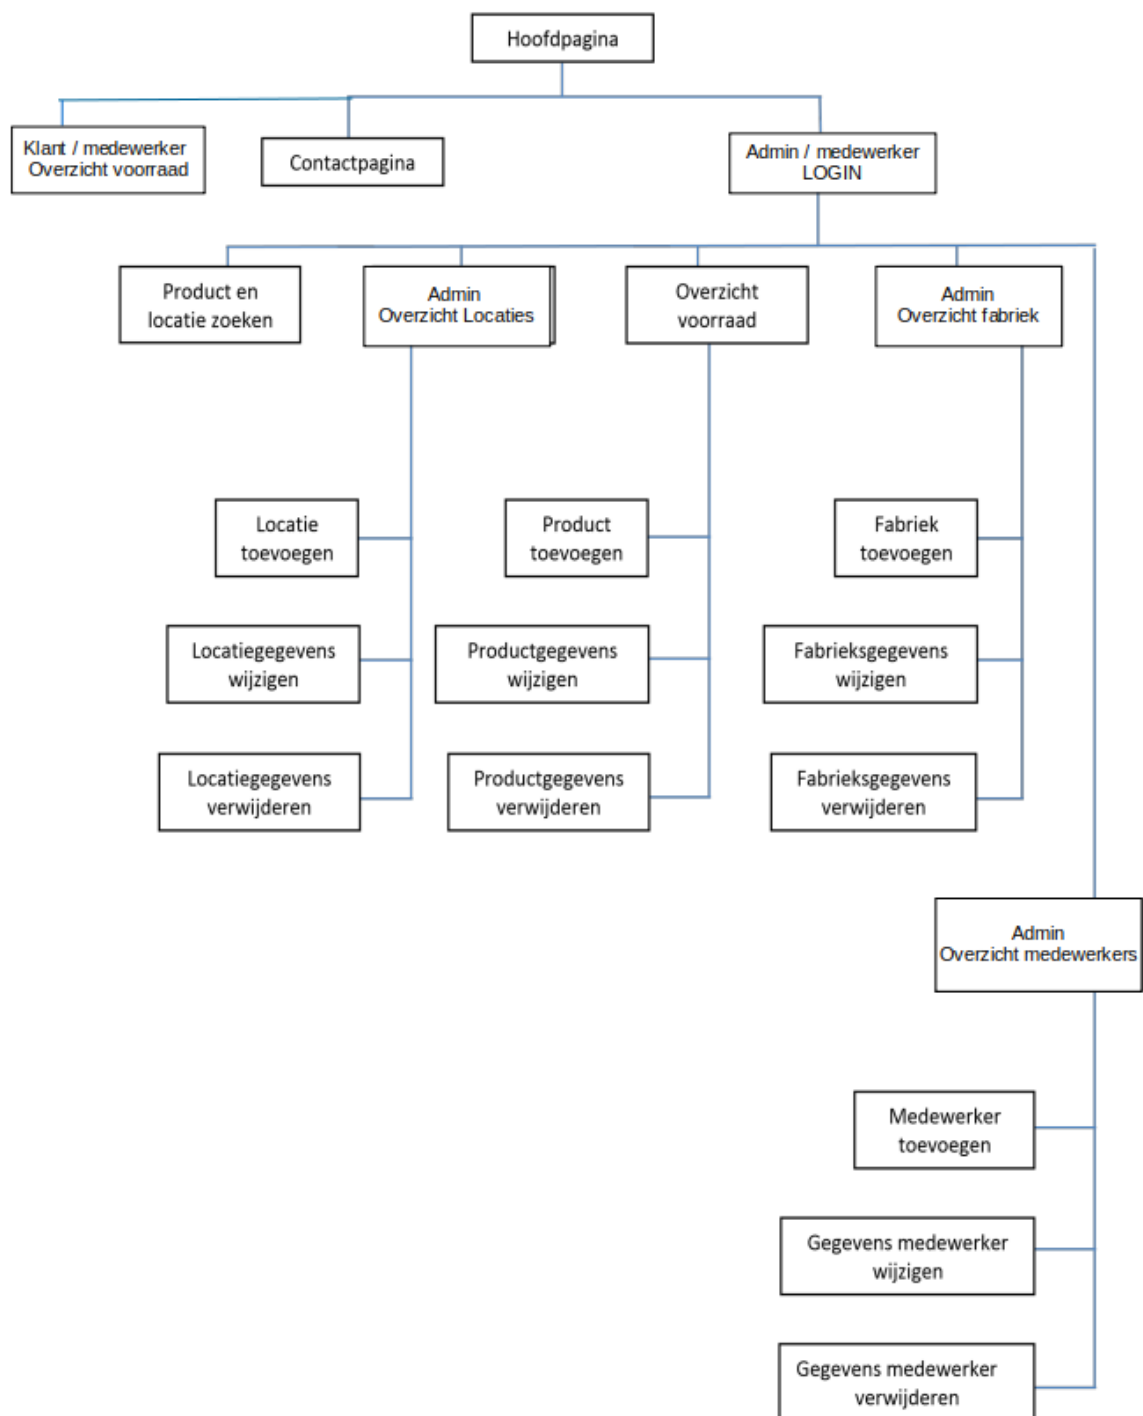 Hoofdpagina
Klant / medewerker
Overzicht voorraad
Contactpagina
Admin / medewerker
LOGIN
Product en
locatie zoeken
Admin
Overzicht Locaties
Overzicht
voorraad
Admin
Overzicht fabriek
Locatie
toevoegen
Product
toevoegen
Fabriek
toevoegen
Locatiegegevens
wijzigen
Productgegevens
wijzigen
Fabrieksgegevens
wijzigen
Locatiegegevens
verwijderen
Productgegevens
verwijderen
Fabrieksgegevens
verwijderen
Admin
Overzicht medewerkers
Medewerker
toevoegen
Gegevens medewerker
wijzigen
Gegevens medewerker
verwijderen